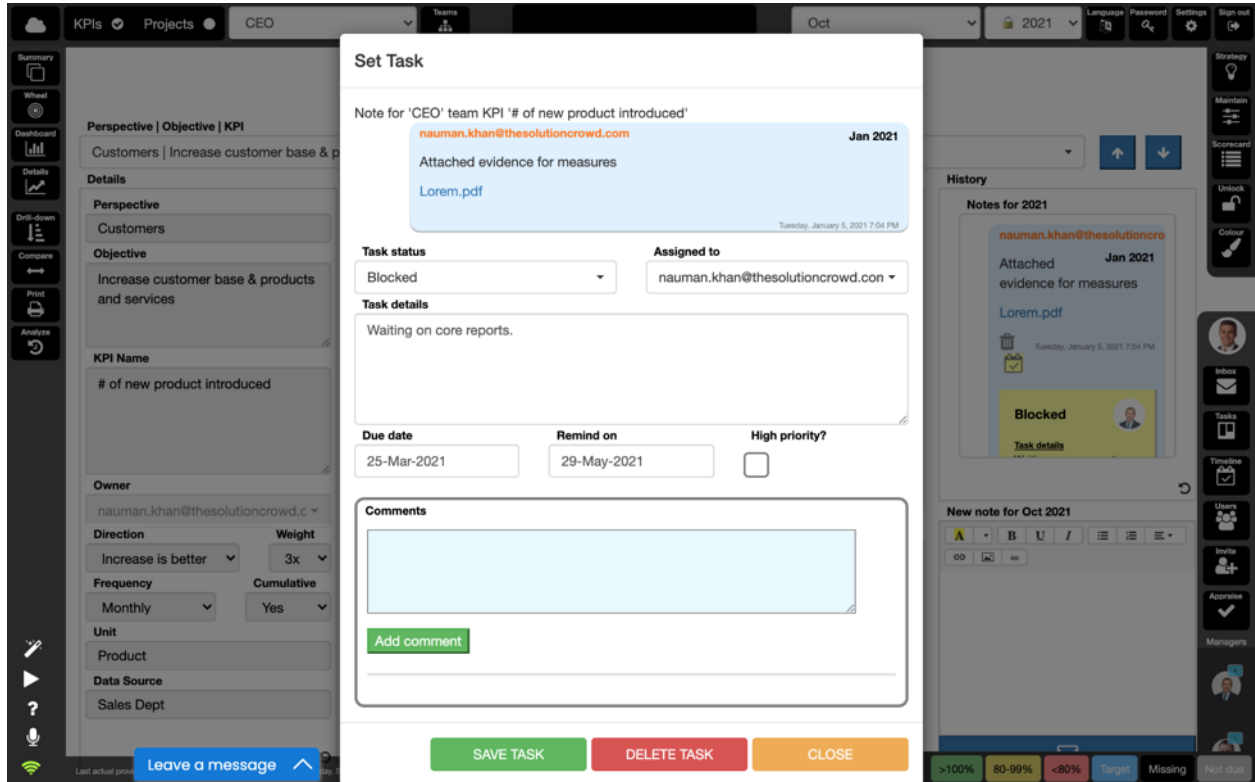 KPIs
Projects
CEO
Teams
Oct
2021
Language
Password
Settings
Sign out
Summary
Wheel
Dashboard
Details
Drill-down
Compare
Print
Analyze
Perspective | Objective | KPI
Customers | Increase customer base & p
Details
Perspective
Customers
Objective
Increase customer base & products
and services
KPI Name
# of new product introduced
Owner
nauman.khan@thesolutioncrowd.c
Direction
Weight
Increase is better
3x
Frequency
Cumulative
Monthly
Yes
Unit
Product
Data Source
Sales Dept
Last actual provi
Leave a message
Set Task
Note for 'CEO' team KPI '# of new product introduced'
nauman.khan@thesolutioncrowd.com
Jan 2021
Attached evidence for measures
Lorem.pdf
Tuesday, January 5, 2021 7:04 PM
Task status
Assigned to
Blocked
nauman.khan@thesolutioncrowd.con
Task details
Waiting on core reports.
Due date
Remind on
High priority?
25-Mar-2021
29-May-2021
Comments
Add comment
SAVE TASK
DELETE TASK
CLOSE
History
Notes for 2021
nauman.khan@thesolutioncro
Attached
Jan 2021
evidence for measures
Lorem.pdf
Tuesday, January 5, 2021 7:04 PM
Blocked
Task details
New note for Oct 2021
A
B
U
I
>100%
80-99%
<80%
Target
Missing
Not due
Strategy
Maintain
Scorecard
Unlock
Colour
Inbox
Tasks
Timeline
Users
Invite
Appraise
Managers